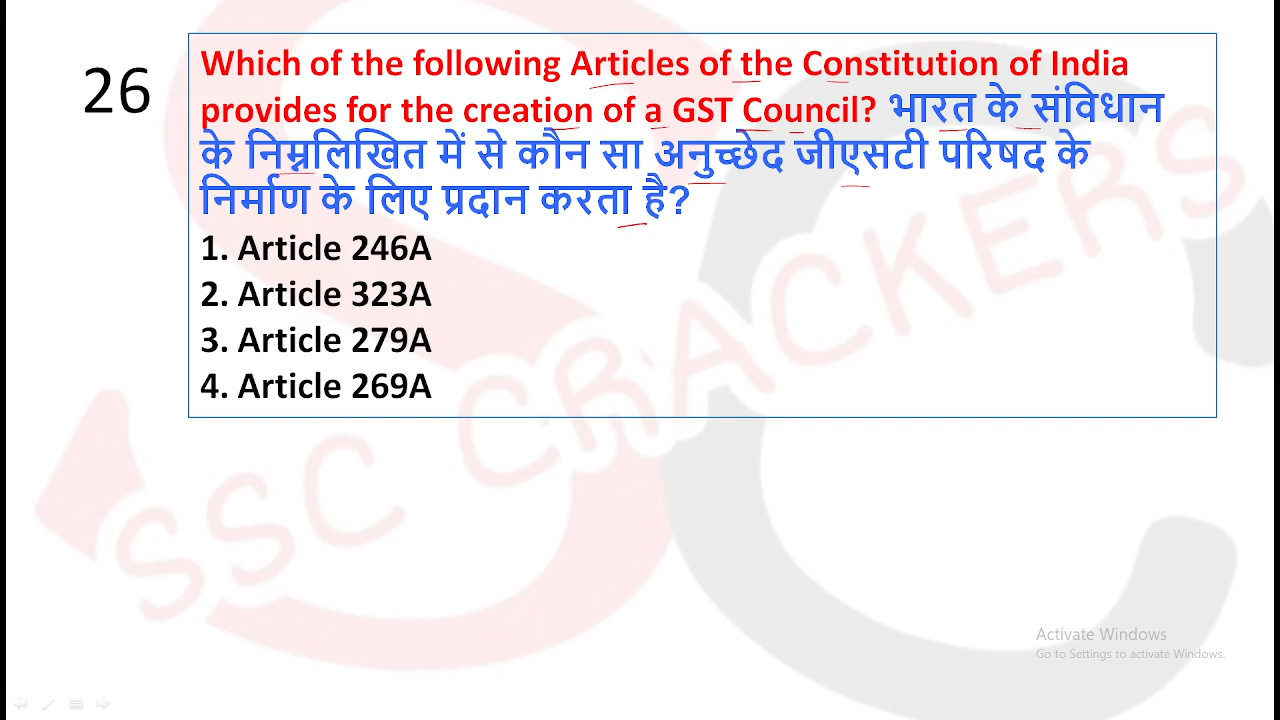 26
Which of the following Articles of the Constitution of India
provides for the creation of a GST Council? भारत के संविधान
के निम्नलिखित में से कौन सा अनुच्छेद जीएसटी परिषद के
निर्माण के लिए प्रदान करता है?
1. Article 246A
2. Article 323A
3. Article 279A
4. Article 269A
SSC CRACKERS
Activate Windows
Go to Settings to activate Windows.